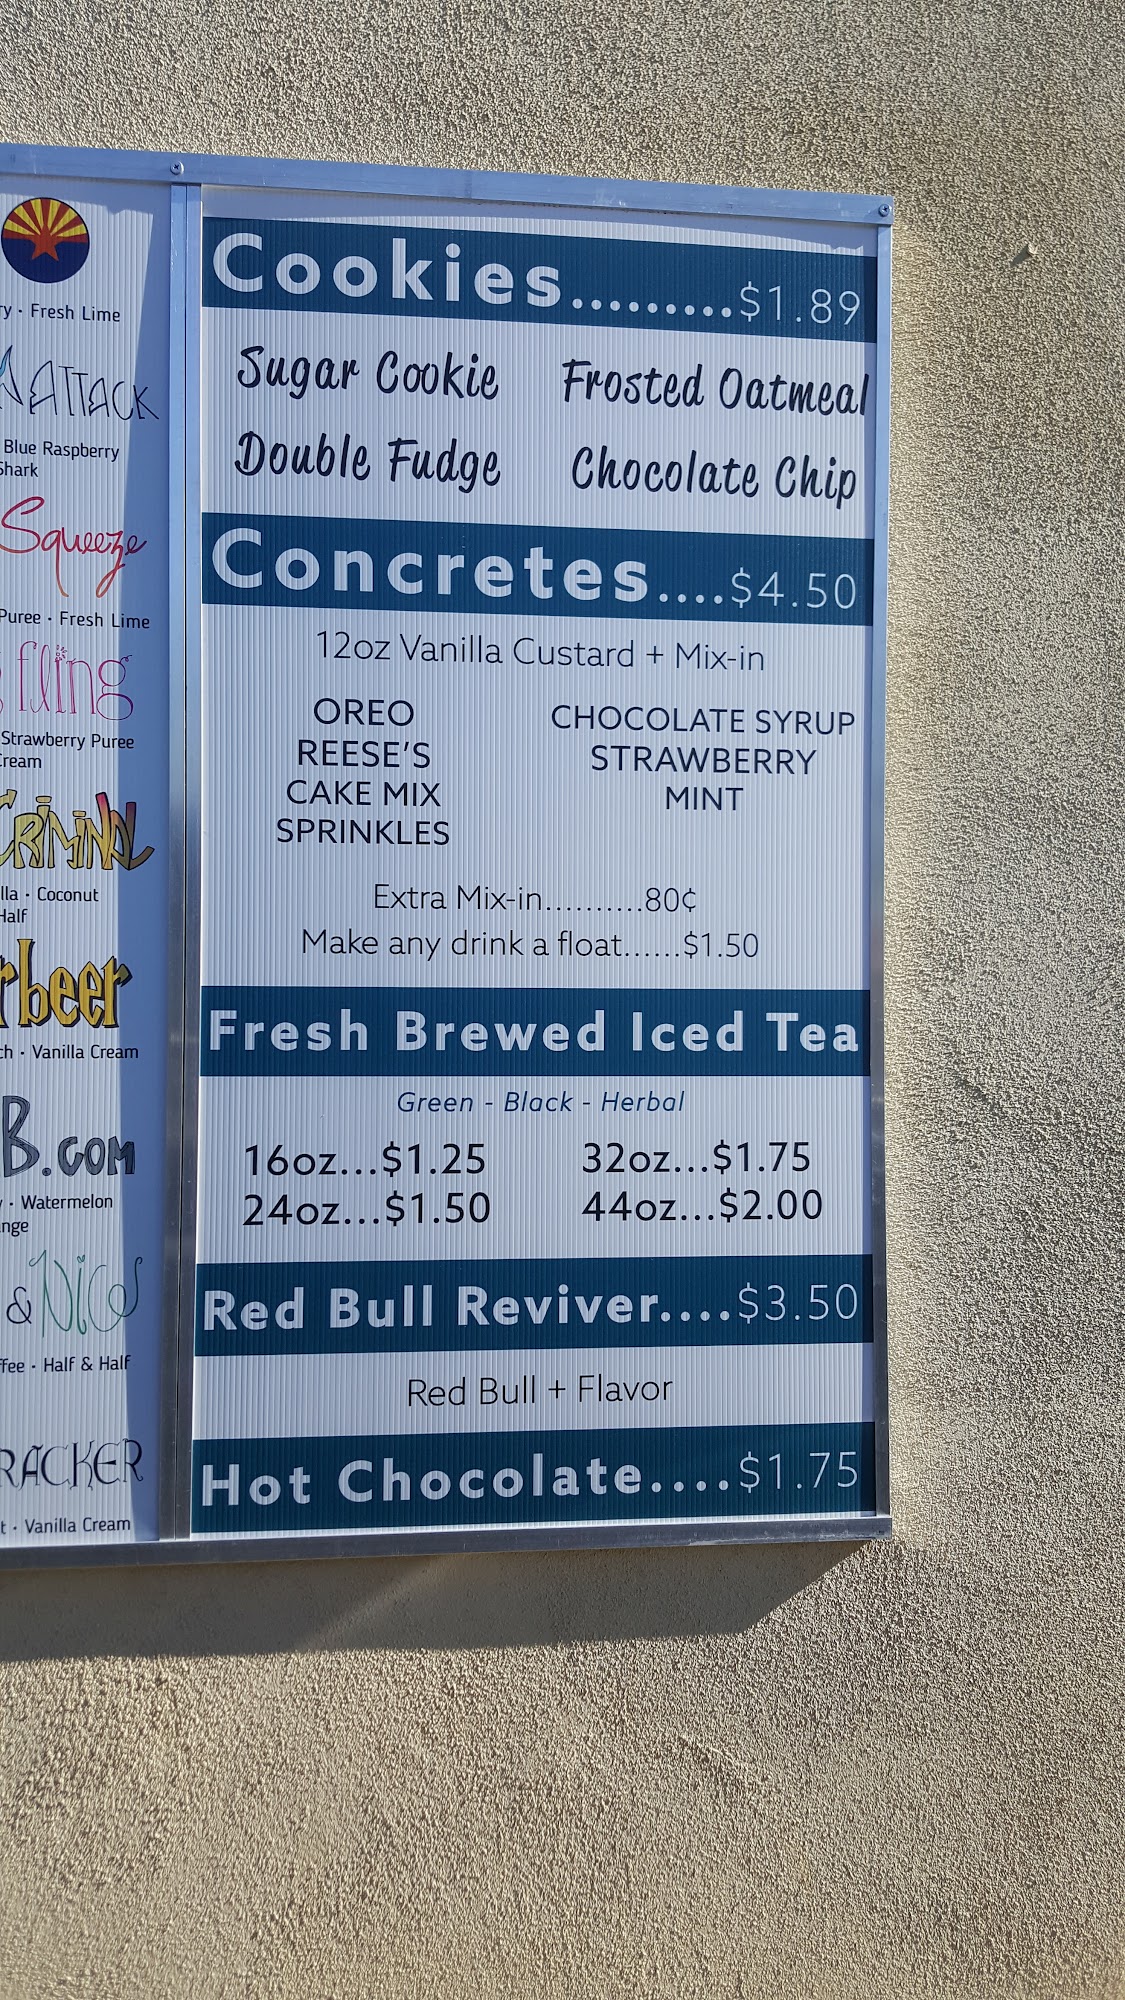 · Fresh Lime
ATTACK
Blue Raspberry
Shark
Squeeze
Puree · Fresh Lime
fling
Strawberry Puree
Cream
CRIMINAL
· Coconut
Half
beer
· Vanilla Cream
B.COM
· Watermelon
& Nice
· Half & Half
RACKER
· Vanilla Cream
Cookies.........$1.89
Sugar Cookie Frosted Oatmeal
Double Fudge Chocolate Chip
Concretes....$4.50
12oz Vanilla Custard + Mix-in
OREO
REESE'S
CAKE MIX
SPRINKLES
CHOCOLATE SYRUP
STRAWBERRY
MINT
Extra Mix-in..........80¢
Make any drink a float......$1.50
Fresh Brewed Iced Tea
Green - Black - Herbal
16oz...$1.25 32oz...$1.75
24oz...$1.50 44oz...$2.00
Red Bull Reviver....$3.50
Red Bull + Flavor
Hot Chocolate....$1.75